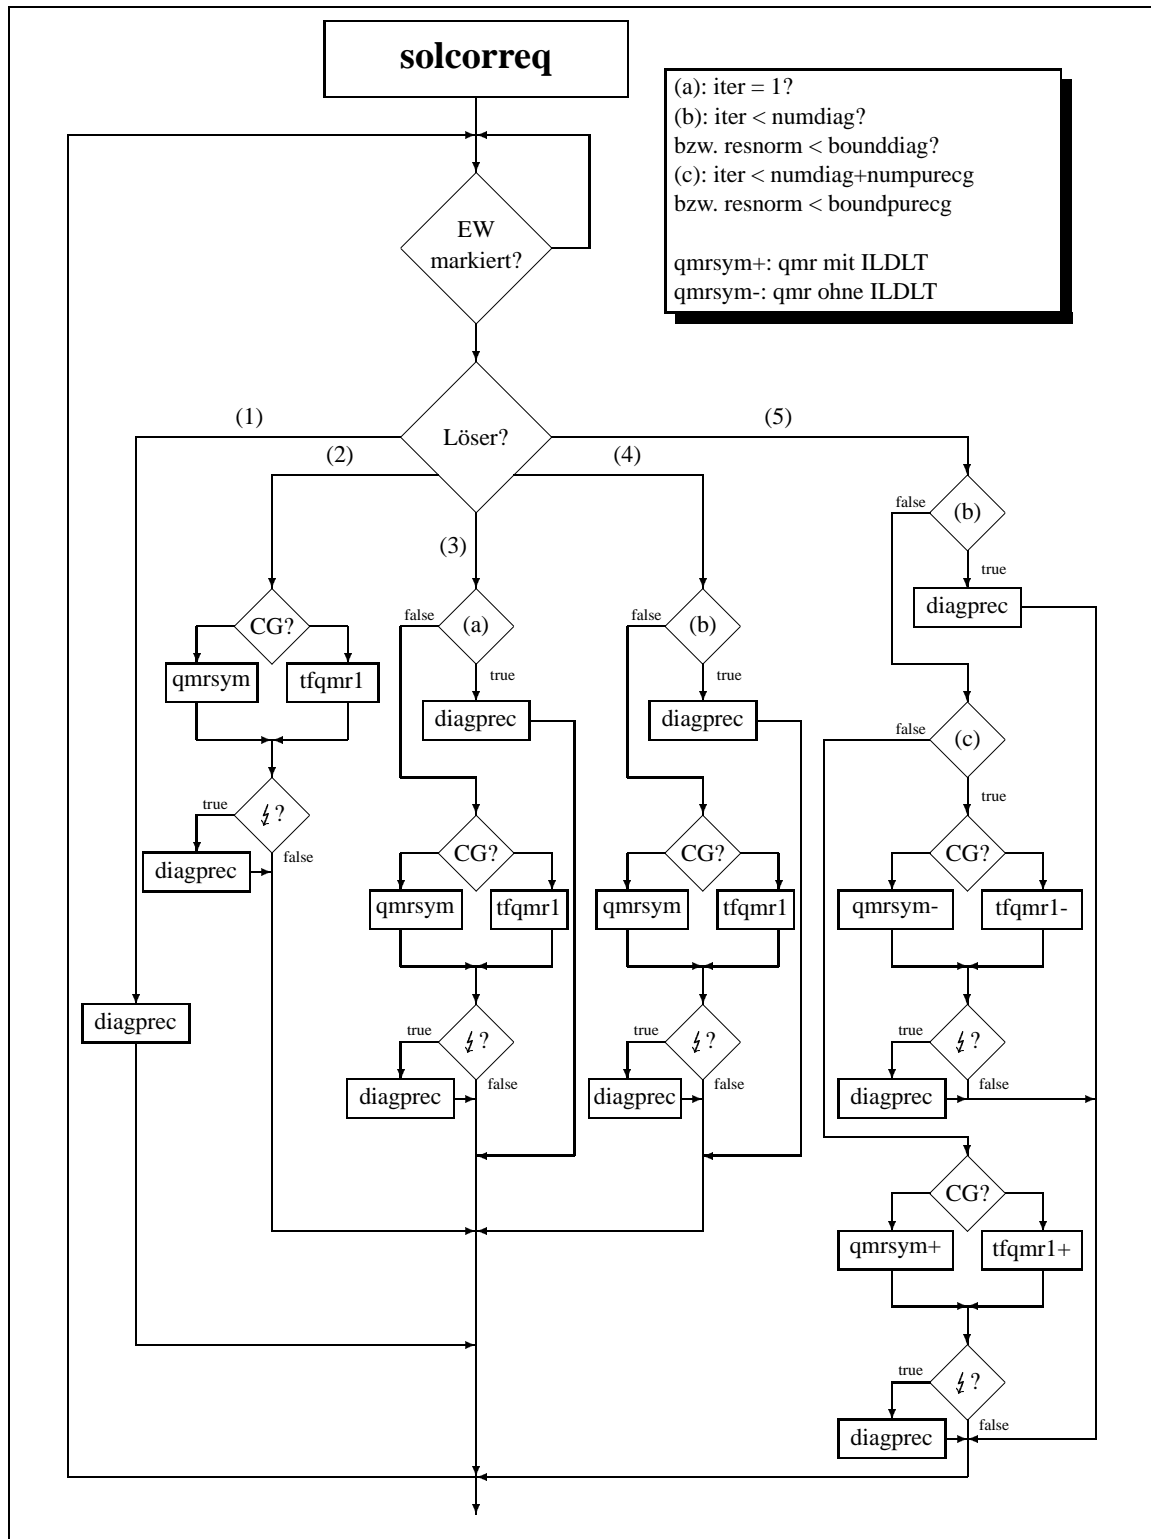 solcorreq
(a): iter = 1?
(b): iter < numdiag?
bzw. resnorm < bounddiag?
(c): iter < numdiag+numpurecg
bzw. resnorm < boundpurecg
qmrsym+: qmr mit ILDLT
qmrsym-: qmr ohne ILDLT
EW
markiert?
Löser?
(1)
(2)
(3)
(4)
(5)
CG?
qmrsym
tfqmr1
↯?
true
false
diagprec
diagprec
(a)
false
true
diagprec
CG?
qmrsym
tfqmr1
↯?
true
false
diagprec
(b)
false
true
diagprec
CG?
qmrsym
tfqmr1
↯?
true
false
diagprec
(b)
false
true
diagprec
(c)
false
true
CG?
qmrsym-
tfqmr1-
↯?
true
false
diagprec
CG?
qmrsym+
tfqmr1+
↯?
true
false
diagprec